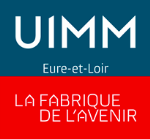 UIMM
Eure-et-Loir
LA FABRIQUE
DE L'AVENIR